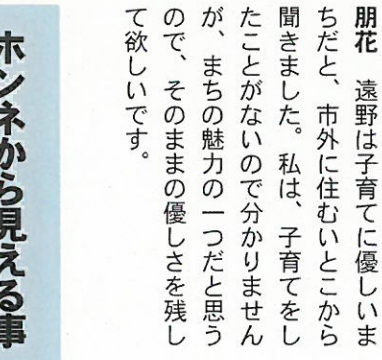 朋花　遠野は子育てに優しいま
ちだと、市外に住むいとこから
聞きました。私は、子育てをし
たことがないので分かりません
が、まちの魅力の一つだと思う
ので、そのままの優しさを残し
て欲しいです。
ホンネから見える事